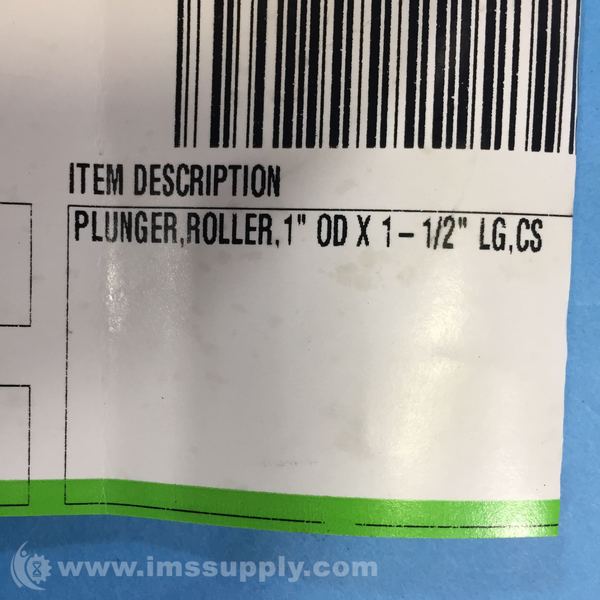 ITEM DESCRIPTION
PLUNGER,ROLLER,1" OD X 1-1/2" LG,CS
www.imssupply.com